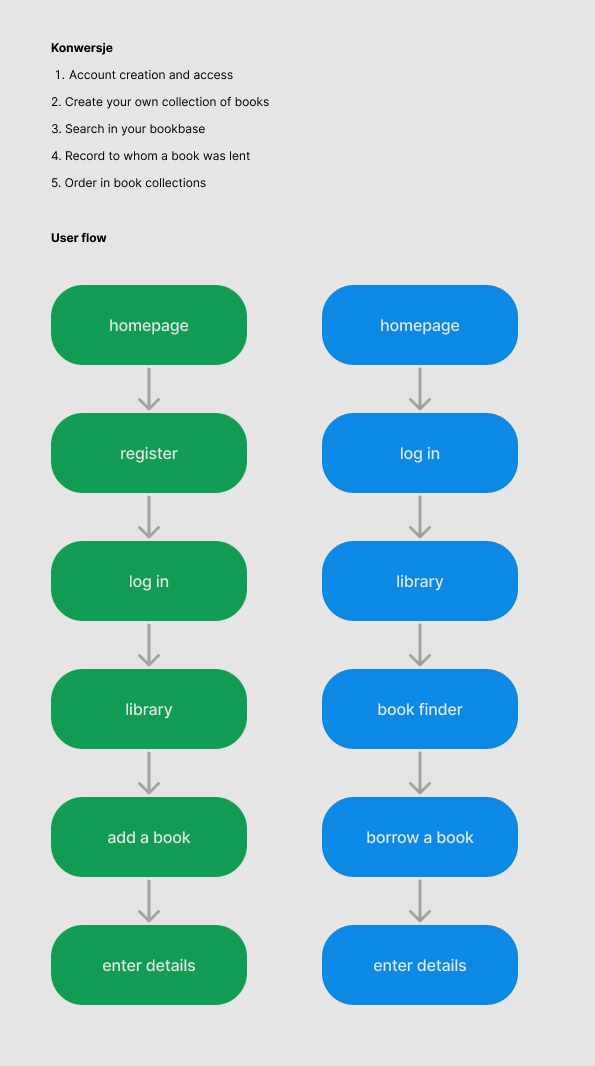 Konwersje
1. Account creation and access
2. Create your own collection of books
3. Search in your bookbase
4. Record to whom a book was lent
5. Order in book collections
User flow
homepage
register
log in
library
add a book
enter details
homepage
log in
library
book finder
borrow a book
enter details